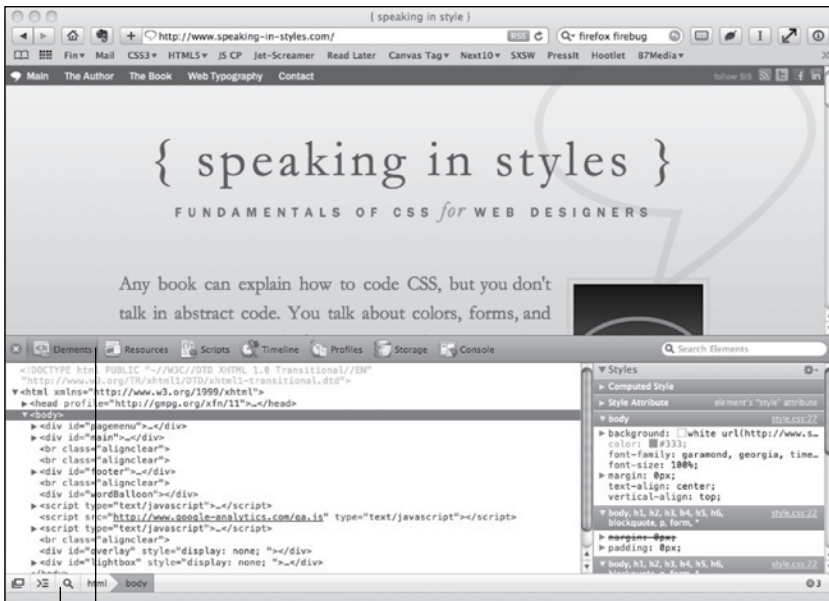 { speaking in style }
http://www.speaking-in-styles.com/ RSS firefox firebug
Fin Mail CSS3 HTML5 JS CP Jet-Screamer Read Later Canvas Tag Next10 SXSW PressIt Hootlet B7Media
Main The Author The Book Web Typography Contact follow SIS
{ speaking in styles }
FUNDAMENTALS OF CSS for WEB DESIGNERS
Any book can explain how to code CSS, but you don't
talk in abstract code. You talk about colors, forms, and
Elements Resources Scripts Timeline Profiles Storage Console Search Elements
<!DOCTYPE html PUBLIC "-//W3C//DTD XHTML 1.0 Transitional//EN"
"http://www.w3.org/TR/xhtml1/DTD/xhtml1-transitional.dtd">
▼<html xmlns="http://www.w3.org/1999/xhtml">
▶<head profile="http://gmpg.org/xfn/11">…</head>
▼<body>
▶<div id="pagemenu">…</div>
▶<div id="main">…</div>
<br class="alignclear">
<br class="alignclear">
▶<div id="footer">…</div>
<br class="alignclear">
<div id="wordBalloon"></div>
▶<script type="text/javascript">…</script>
<script src="http://www.google-analytics.com/ga.js" type="text/javascript"></script>
▶<script type="text/javascript">…</script>
<br class="alignclear">
<div id="overlay" style="display: none; "></div>
▶<div id="lightbox" style="display: none; ">…</div>
▼ Styles
▶ Computed Style
▶ Style Attribute element's "style" attribute
▼ body style.css:27
▶ background: white url(http://www.s…
color: #333;
font-family: garamond, georgia, time…
font-size: 100%;
▶ margin: 0px;
text-align: center;
vertical-align: top;
▼ body, h1, h2, h3, h4, h5, h6, style.css:22
blockquote, p, form, *
▶ margin: 0px;
▶ padding: 0px;
▼ body, h1, h2, h3, h4, h5, h6, style.css:22
blockquote, p, form, *
html body 3